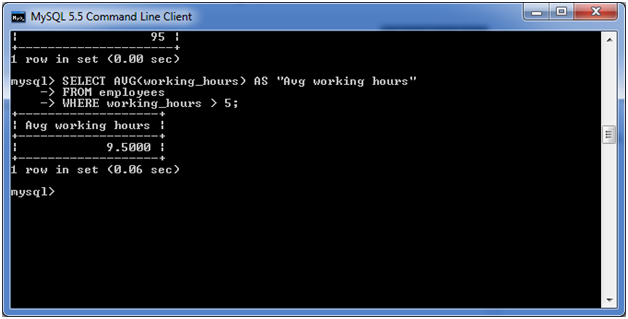 MySQL 5.5 Command Line Client
¦ 95 ¦
+---------------------+
1 row in set (0.00 sec)
mysql> SELECT AVG(working_hours) AS "Avg working hours"
-> FROM employees
-> WHERE working_hours > 5;
+-------------------+
¦ Avg working hours ¦
+-------------------+
¦ 9.5000 ¦
+-------------------+
1 row in set (0.06 sec)
mysql>